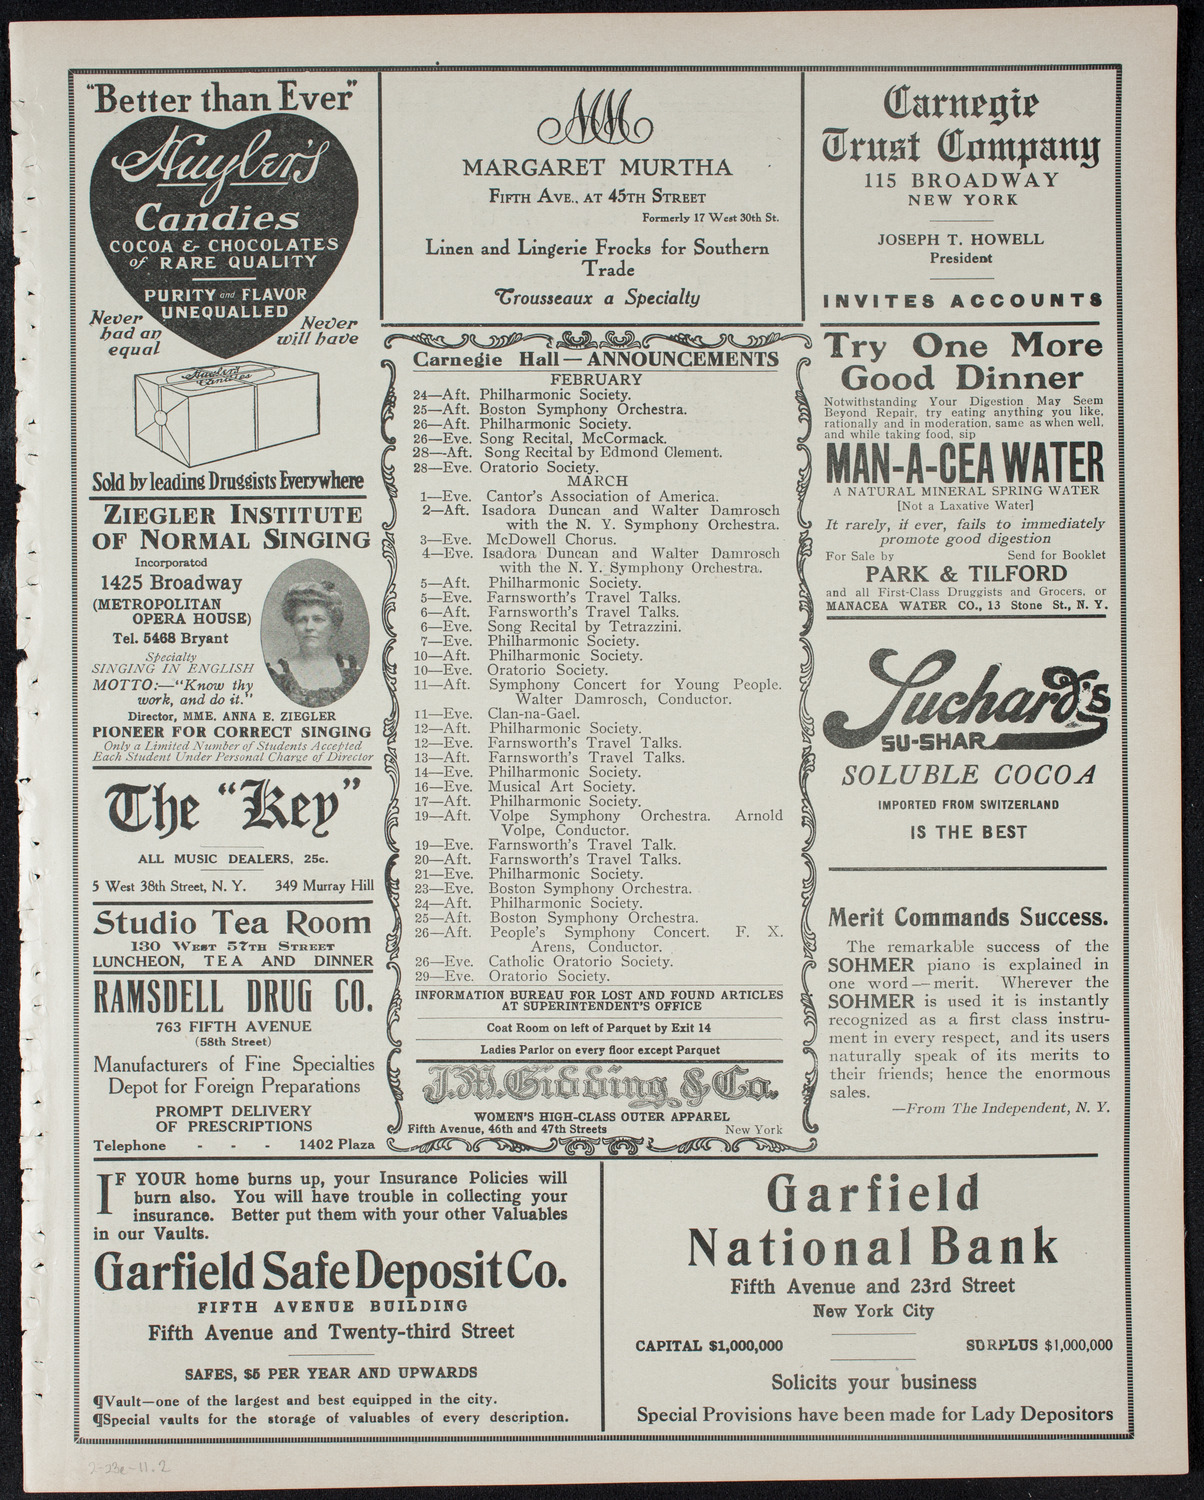 "Better than Ever"
Huyler's
Candies
COCOA & CHOCOLATES
of RARE QUALITY
PURITY and FLAVOR
UNEQUALLED
Never had an equal
Never will have
Huyler's
Candies
Sold by leading Druggists Everywhere
ZIEGLER INSTITUTE
OF NORMAL SINGING
Incorporated
1425 Broadway
(METROPOLITAN
OPERA HOUSE)
Tel. 5468 Bryant
Specialty
SINGING IN ENGLISH
MOTTO:—"Know thy
work, and do it."
Director, MME. ANNA E. ZIEGLER
PIONEER FOR CORRECT SINGING
Only a Limited Number of Students Accepted
Each Student Under Personal Charge of Director
The "Key"
ALL MUSIC DEALERS, 25c.
5 West 38th Street, N. Y. 349 Murray Hill
Studio Tea Room
130 WEST 57TH STREET
LUNCHEON, TEA AND DINNER
RAMSDELL DRUG CO.
763 FIFTH AVENUE
(58th Street)
Manufacturers of Fine Specialties
Depot for Foreign Preparations
PROMPT DELIVERY
OF PRESCRIPTIONS
Telephone - - - 1402 Plaza
MM
MARGARET MURTHA
FIFTH AVE., AT 45TH STREET
Formerly 17 West 30th St.
Linen and Lingerie Frocks for Southern
Trade
Trousseaux a Specialty
Carnegie Hall—ANNOUNCEMENTS
FEBRUARY
24—Aft. Philharmonic Society.
25—Aft. Boston Symphony Orchestra.
26—Aft. Philharmonic Society.
26—Eve. Song Recital, McCormack.
28—Aft. Song Recital by Edmond Clement.
28—Eve. Oratorio Society.
MARCH
1—Eve. Cantor's Association of America.
2—Aft. Isadora Duncan and Walter Damrosch
with the N. Y. Symphony Orchestra.
3—Eve. McDowell Chorus.
4—Eve. Isadora Duncan and Walter Damrosch
with the N. Y. Symphony Orchestra.
5—Aft. Philharmonic Society.
5—Eve. Farnsworth's Travel Talks.
6—Aft. Farnsworth's Travel Talks.
6—Eve. Song Recital by Tetrazzini.
7—Eve. Philharmonic Society.
10—Aft. Philharmonic Society.
10—Eve. Oratorio Society.
11—Aft. Symphony Concert for Young People.
Walter Damrosch, Conductor.
11—Eve. Clan-na-Gael.
12—Aft. Philharmonic Society.
12—Eve. Farnsworth's Travel Talks.
13—Aft. Farnsworth's Travel Talks.
14—Eve. Philharmonic Society.
16—Eve. Musical Art Society.
17—Aft. Philharmonic Society.
19—Aft. Volpe Symphony Orchestra. Arnold
Volpe, Conductor.
19—Eve. Farnsworth's Travel Talk.
20—Aft. Farnsworth's Travel Talks.
21—Eve. Philharmonic Society.
23—Eve. Boston Symphony Orchestra.
24—Aft. Philharmonic Society.
25—Aft. Boston Symphony Orchestra.
26—Aft. People's Symphony Concert. F. X.
Arens, Conductor.
26—Eve. Catholic Oratorio Society.
29—Eve. Oratorio Society.
INFORMATION BUREAU FOR LOST AND FOUND ARTICLES
AT SUPERINTENDENT'S OFFICE
Coat Room on left of Parquet by Exit 14
Ladies Parlor on every floor except Parquet
J.M. Gidding & Co.
WOMEN'S HIGH-CLASS OUTER APPAREL
Fifth Avenue, 46th and 47th Streets New York
Carnegie
Trust Company
115 BROADWAY
NEW YORK
JOSEPH T. HOWELL
President
INVITES ACCOUNTS
Try One More
Good Dinner
Notwithstanding Your Digestion May Seem
Beyond Repair, try eating anything you like,
rationally and in moderation, same as when well,
and while taking food, sip
MAN-A-CEA WATER
A NATURAL MINERAL SPRING WATER
[Not a Laxative Water]
It rarely, if ever, fails to immediately
promote good digestion
For Sale by Send for Booklet
PARK & TILFORD
and all First-Class Druggists and Grocers, or
MANACEA WATER CO., 13 Stone St., N. Y.
Suchard's
SU-SHAR
SOLUBLE COCOA
IMPORTED FROM SWITZERLAND
IS THE BEST
Merit Commands Success.
The remarkable success of the
SOHMER piano is explained in
one word—merit. Wherever the
SOHMER is used it is instantly
recognized as a first class instru-
ment in every respect, and its users
naturally speak of its merits to
their friends; hence the enormous
sales.
—From The Independent, N. Y.
IF YOUR home burns up, your Insurance Policies will
burn also. You will have trouble in collecting your
insurance. Better put them with your other Valuables
in our Vaults.
Garfield Safe Deposit Co.
FIFTH AVENUE BUILDING
Fifth Avenue and Twenty-third Street
SAFES, $5 PER YEAR AND UPWARDS
¶Vault—one of the largest and best equipped in the city.
¶Special vaults for the storage of valuables of every description.
Garfield
National Bank
Fifth Avenue and 23rd Street
New York City
CAPITAL $1,000,000 SURPLUS $1,000,000
Solicits your business
Special Provisions have been made for Lady Depositors
2-23e-11.2